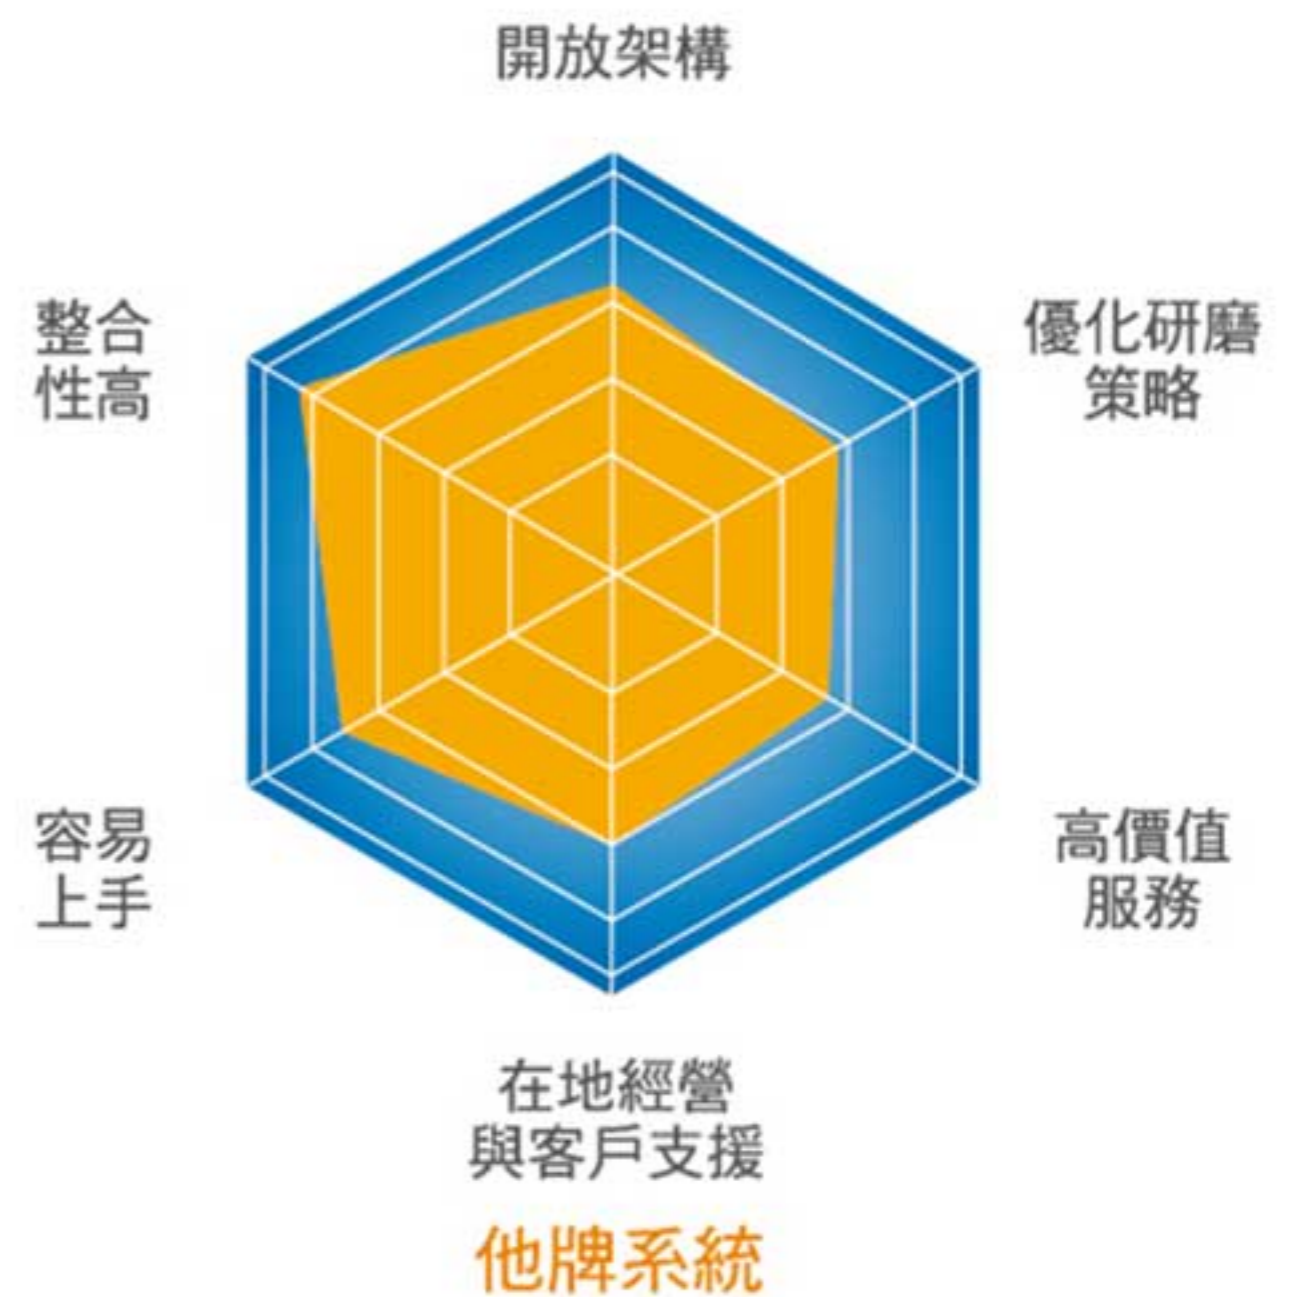 開放架構
整合
性高
優化研磨
策略
容易
上手
高價值
服務
在地經營
與客戶支援
他牌系統